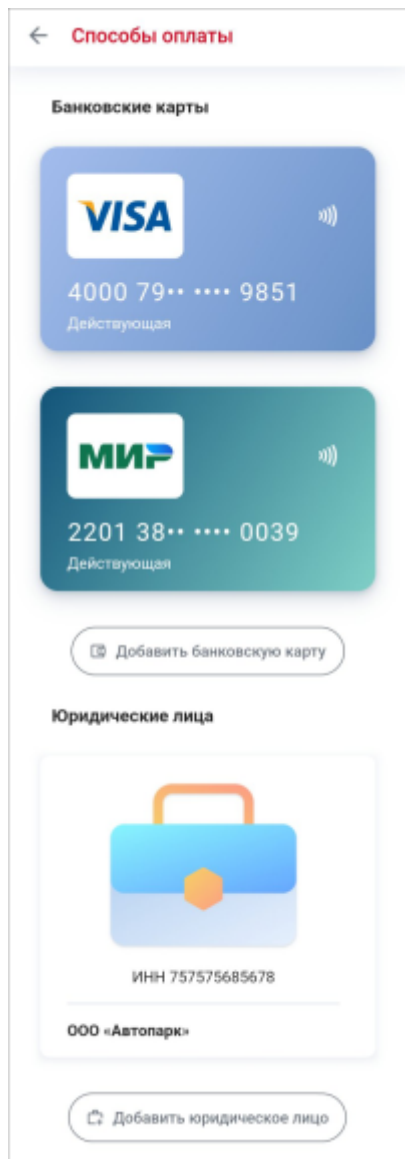 Способы оплаты
Банковские карты
VISA
4000 79•• •••• 9851
Действующая
МИР
2201 38•• •••• 0039
Действующая
Добавить банковскую карту
Юридические лица
ИНН 757575685678
ООО «Автопарк»
Добавить юридическое лицо